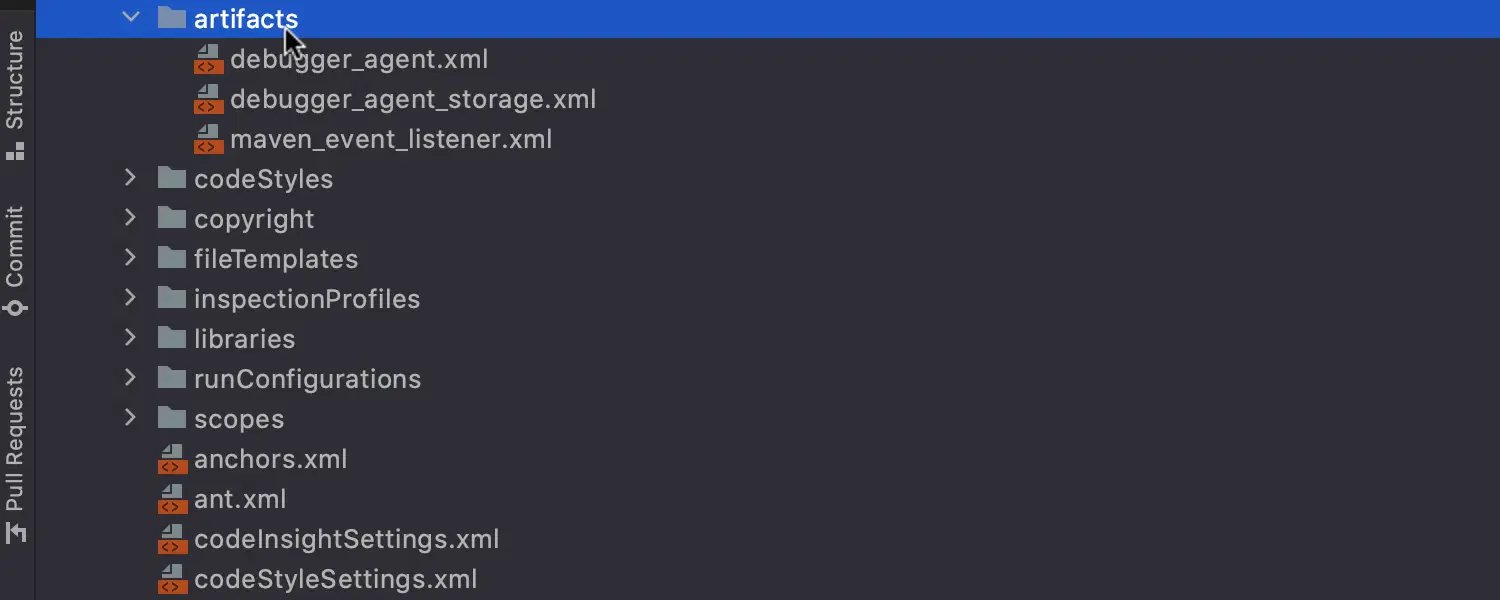 artifacts
debugger_agent.xml
debugger_agent_storage.xml
maven_event_listener.xml
codeStyles
copyright
fileTemplates
inspectionProfiles
libraries
runConfigurations
scopes
anchors.xml
ant.xml
codeInsightSettings.xml
codeStyleSettings.xml
Structure
Commit
Pull Requests